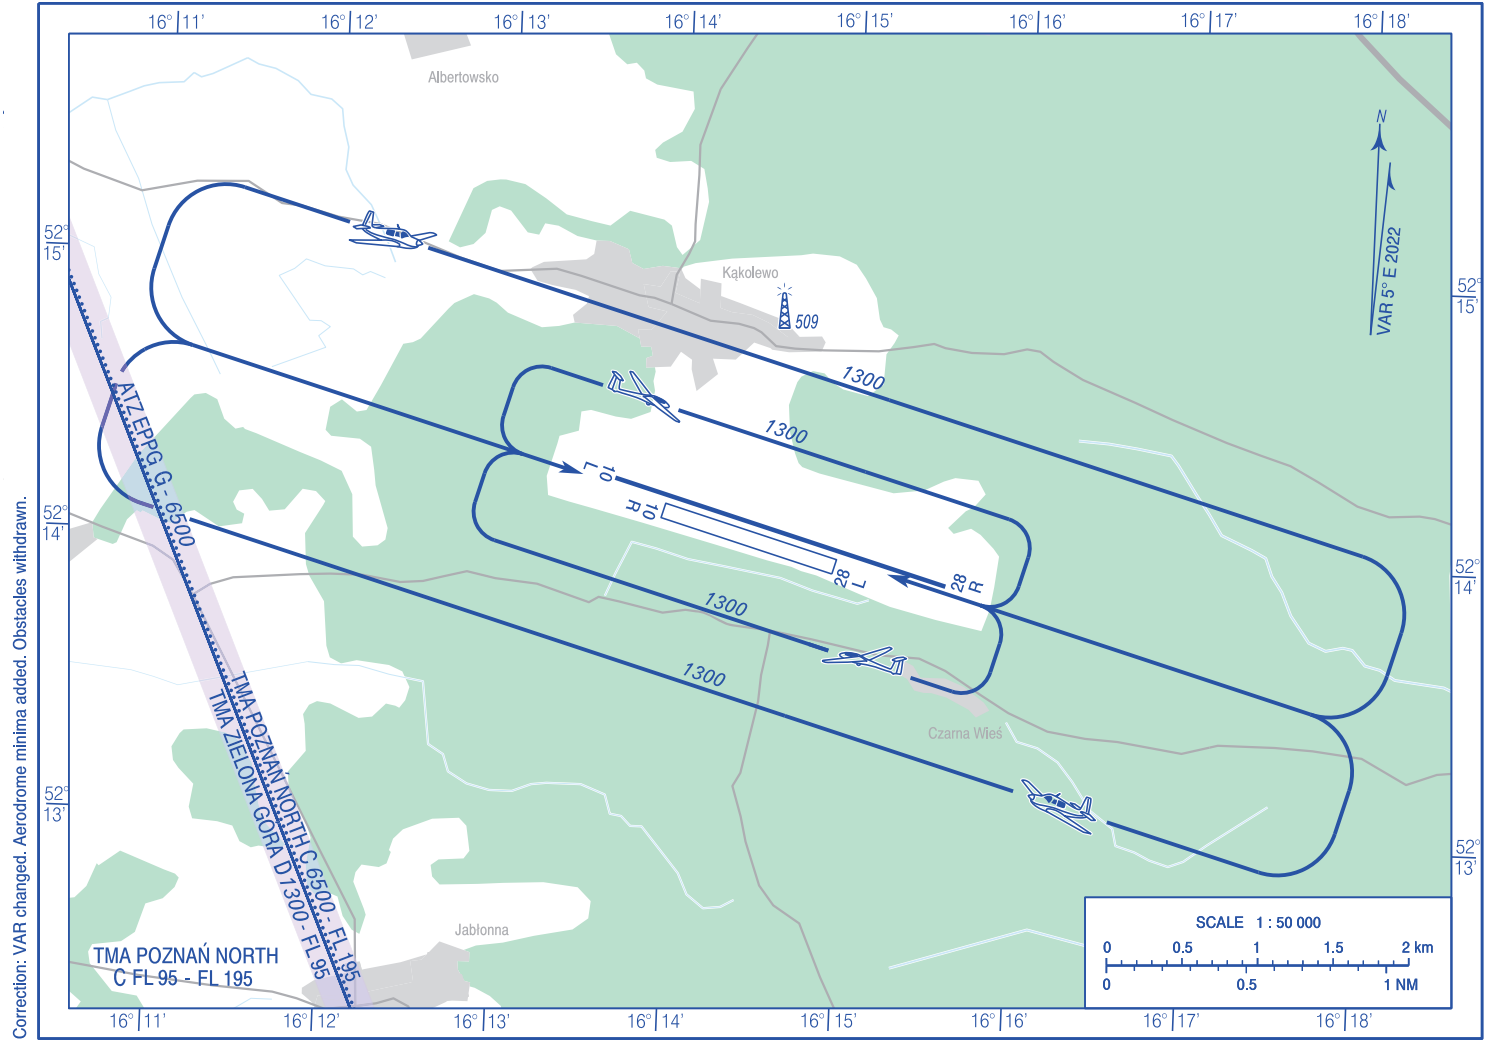 16° 11'
16° 12'
16° 13'
16° 14'
16° 15'
16° 16'
16° 17'
16° 18'
Albertowsko
N
VAR 5° E 2022
52°
15'
Kąkolewo
509
52°
15'
1300
1300
ATZ EPPG G - 6500
10
L
10
R
52°
14'
28
R
28
L
52°
14'
1300
1300
TMA POZNAŃ NORTH C 6500 - FL 195
TMA ZIELONA GÓRA D 1300 - FL 95
Czarna Wieś
52°
13'
52°
13'
Jabłonna
TMA POZNAŃ NORTH
C FL 95 - FL 195
SCALE 1 : 50 000
0 0.5 1 1.5 2 km
0 0.5 1 NM
16° 11'
16° 12'
16° 13'
16° 14'
16° 15'
16° 16'
16° 17'
16° 18'
Correction: VAR changed. Aerodrome minima added. Obstacles withdrawn.